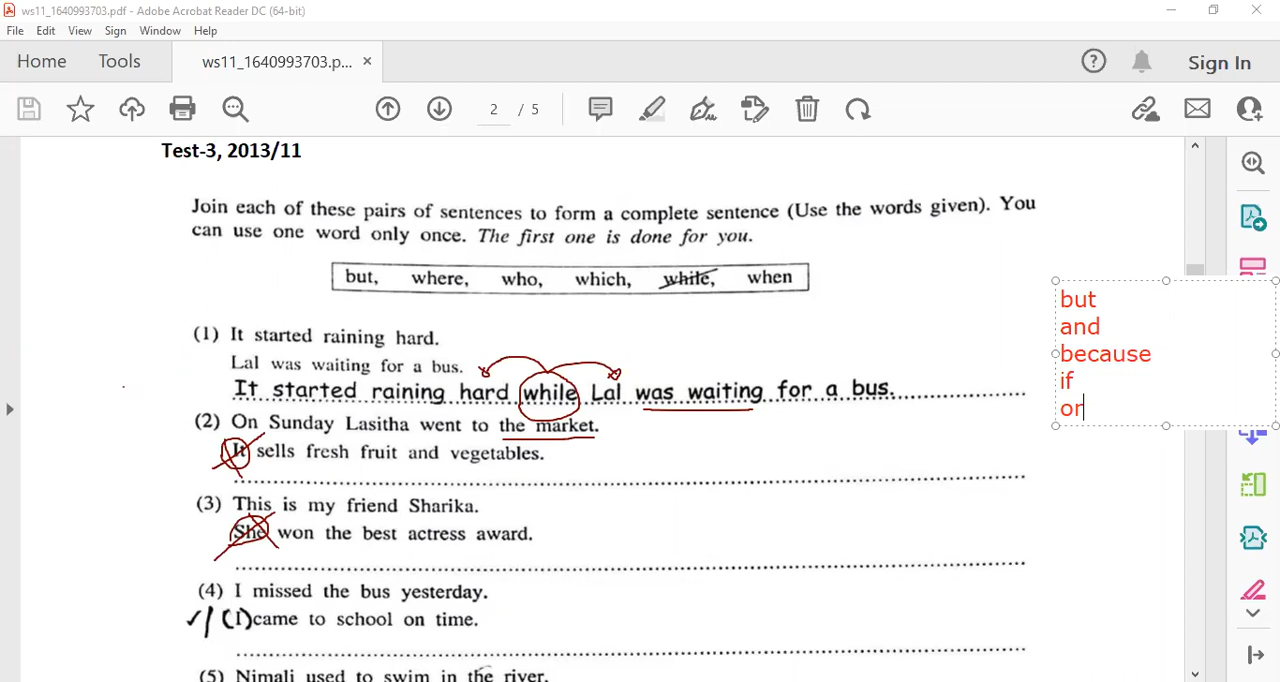 ws11_1640993703.pdf - Adobe Acrobat Reader DC (64-bit)
File Edit View Sign Window Help
Home Tools ws11_1640993703.p... × Sign In
2 / 5
Test-3, 2013/11
Join each of these pairs of sentences to form a complete sentence (Use the words given). You
can use one word only once. The first one is done for you.
but, where, who, which, while, when
but
and
because
if
or
(1) It started raining hard.
Lal was waiting for a bus.
It started raining hard while Lal was waiting for a bus.
(2) On Sunday Lasitha went to the market.
It sells fresh fruit and vegetables.
(3) This is my friend Sharika.
She won the best actress award.
(4) I missed the bus yesterday.
(I) came to school on time.
(5) Nimali used to swim in the river.